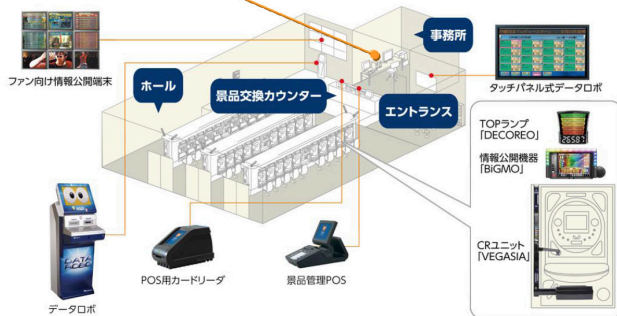 事務所
ファン向け情報公開端末
ホール
景品交換カウンター
エントランス
タッチパネル式データロボ
TOPランプ
「DECOREO」
26587
情報公開機器
「BiGMO」
CRユニット
「VEGASIA」
DATA
ROBO
データロボ
POS用カードリーダ
景品管理POS